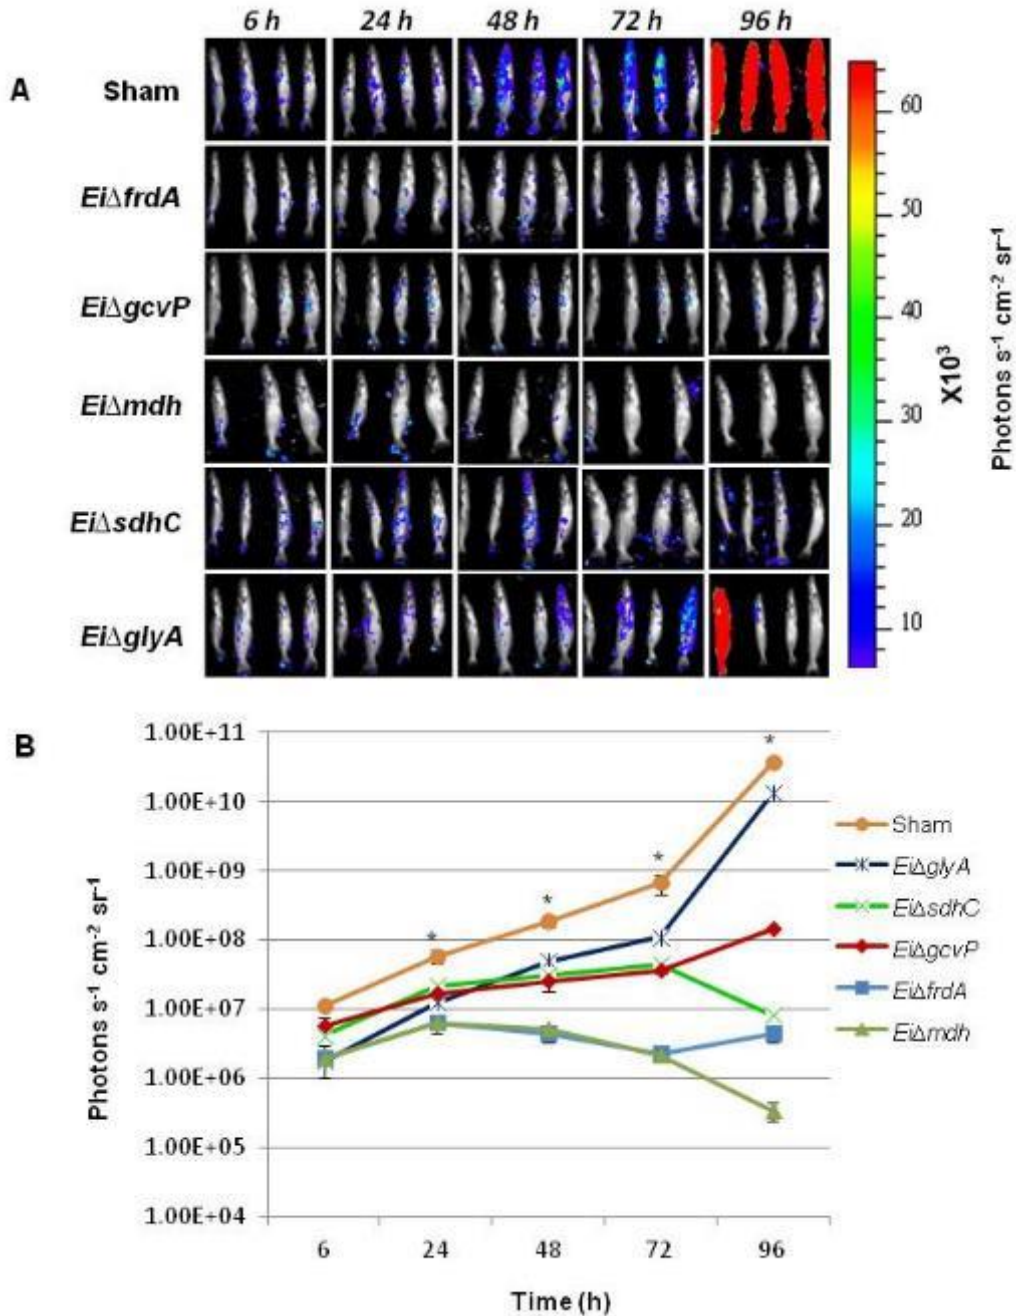 6 h 24 h 48 h 72 h 96 h
A
Sham
EiΔfrdA
EiΔgcvP
EiΔmdh
EiΔsdhC
EiΔglyA
60
50
40
30
20
10
X10³
Photons s⁻¹ cm⁻² sr⁻¹
B
1.00E+11
1.00E+10
1.00E+09
1.00E+08
1.00E+07
1.00E+06
1.00E+05
1.00E+04
Photons s⁻¹ cm⁻² sr⁻¹
* * * *
6 24 48 72 96
Time (h)
Sham
EiΔglyA
EiΔsdhC
EiΔgcvP
EiΔfrdA
EiΔmdh